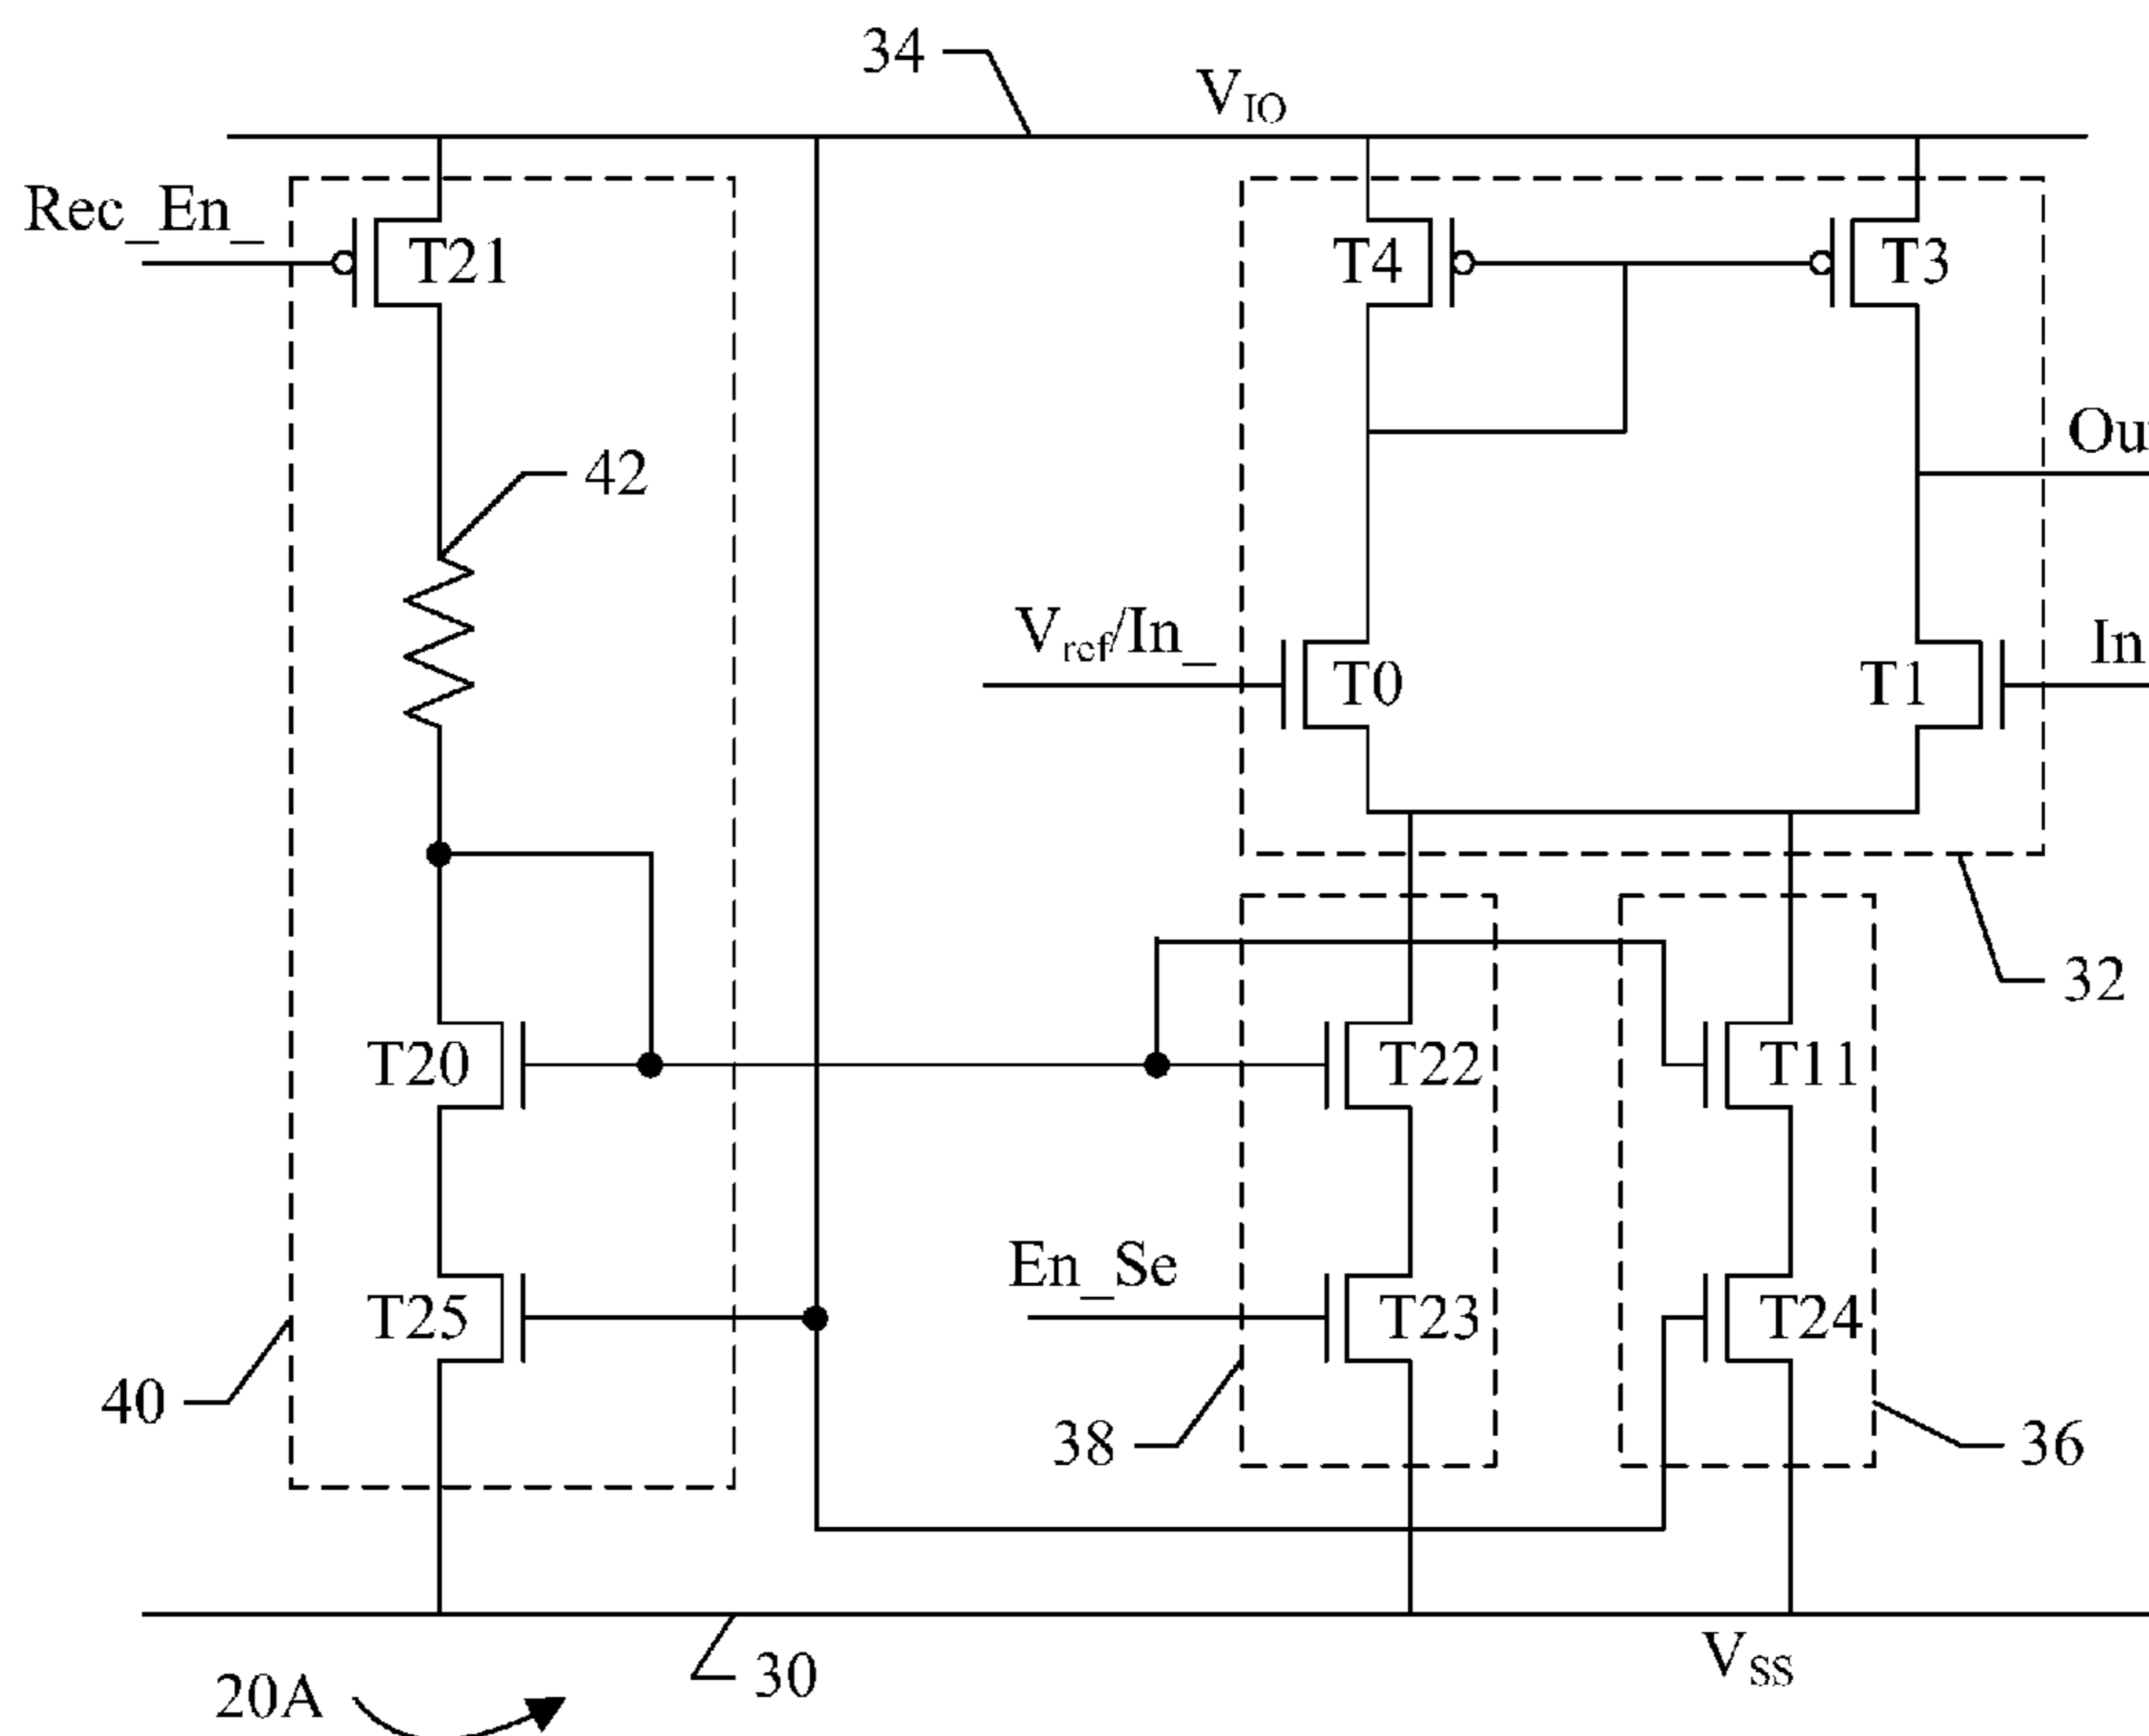 34
V_IO
Rec_En_
T21
T4
T3
42
Ou
V_ref/In_
In
T0
T1
32
T20
T22
T11
En_Se
T25
T23
T24
40
38
36
30
V_SS
20A